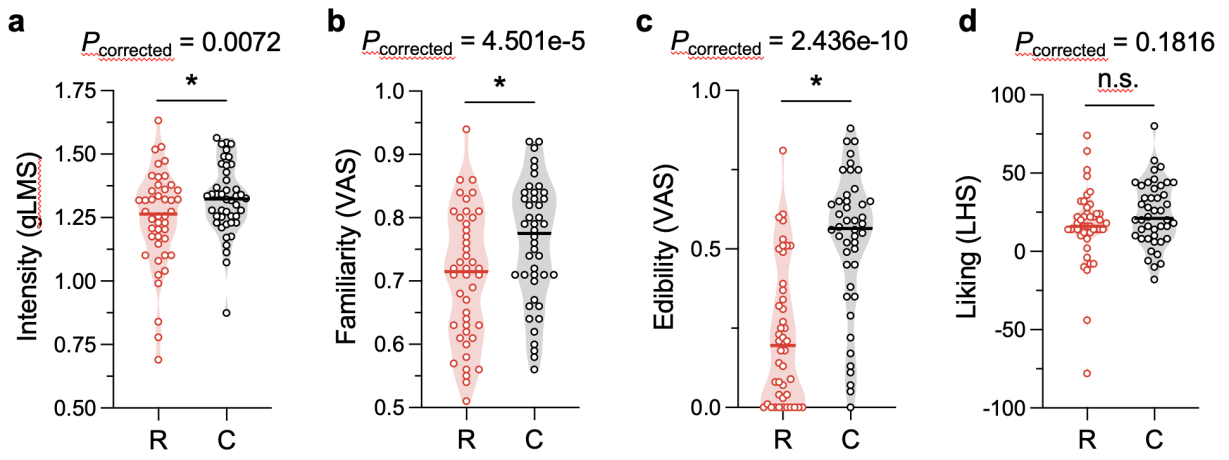 a
P corrected = 0.0072
*
Intensity (gLMS)
1.75
1.50
1.25
1.00
0.75
0.50
R C
b
P corrected = 4.501e-5
*
Familiarity (VAS)
1.0
0.9
0.8
0.7
0.6
0.5
R C
c
P corrected = 2.436e-10
*
Edibility (VAS)
1.0
0.5
0.0
R C
d
P corrected = 0.1816
n.s.
Liking (LHS)
100
50
0
-50
-100
R C